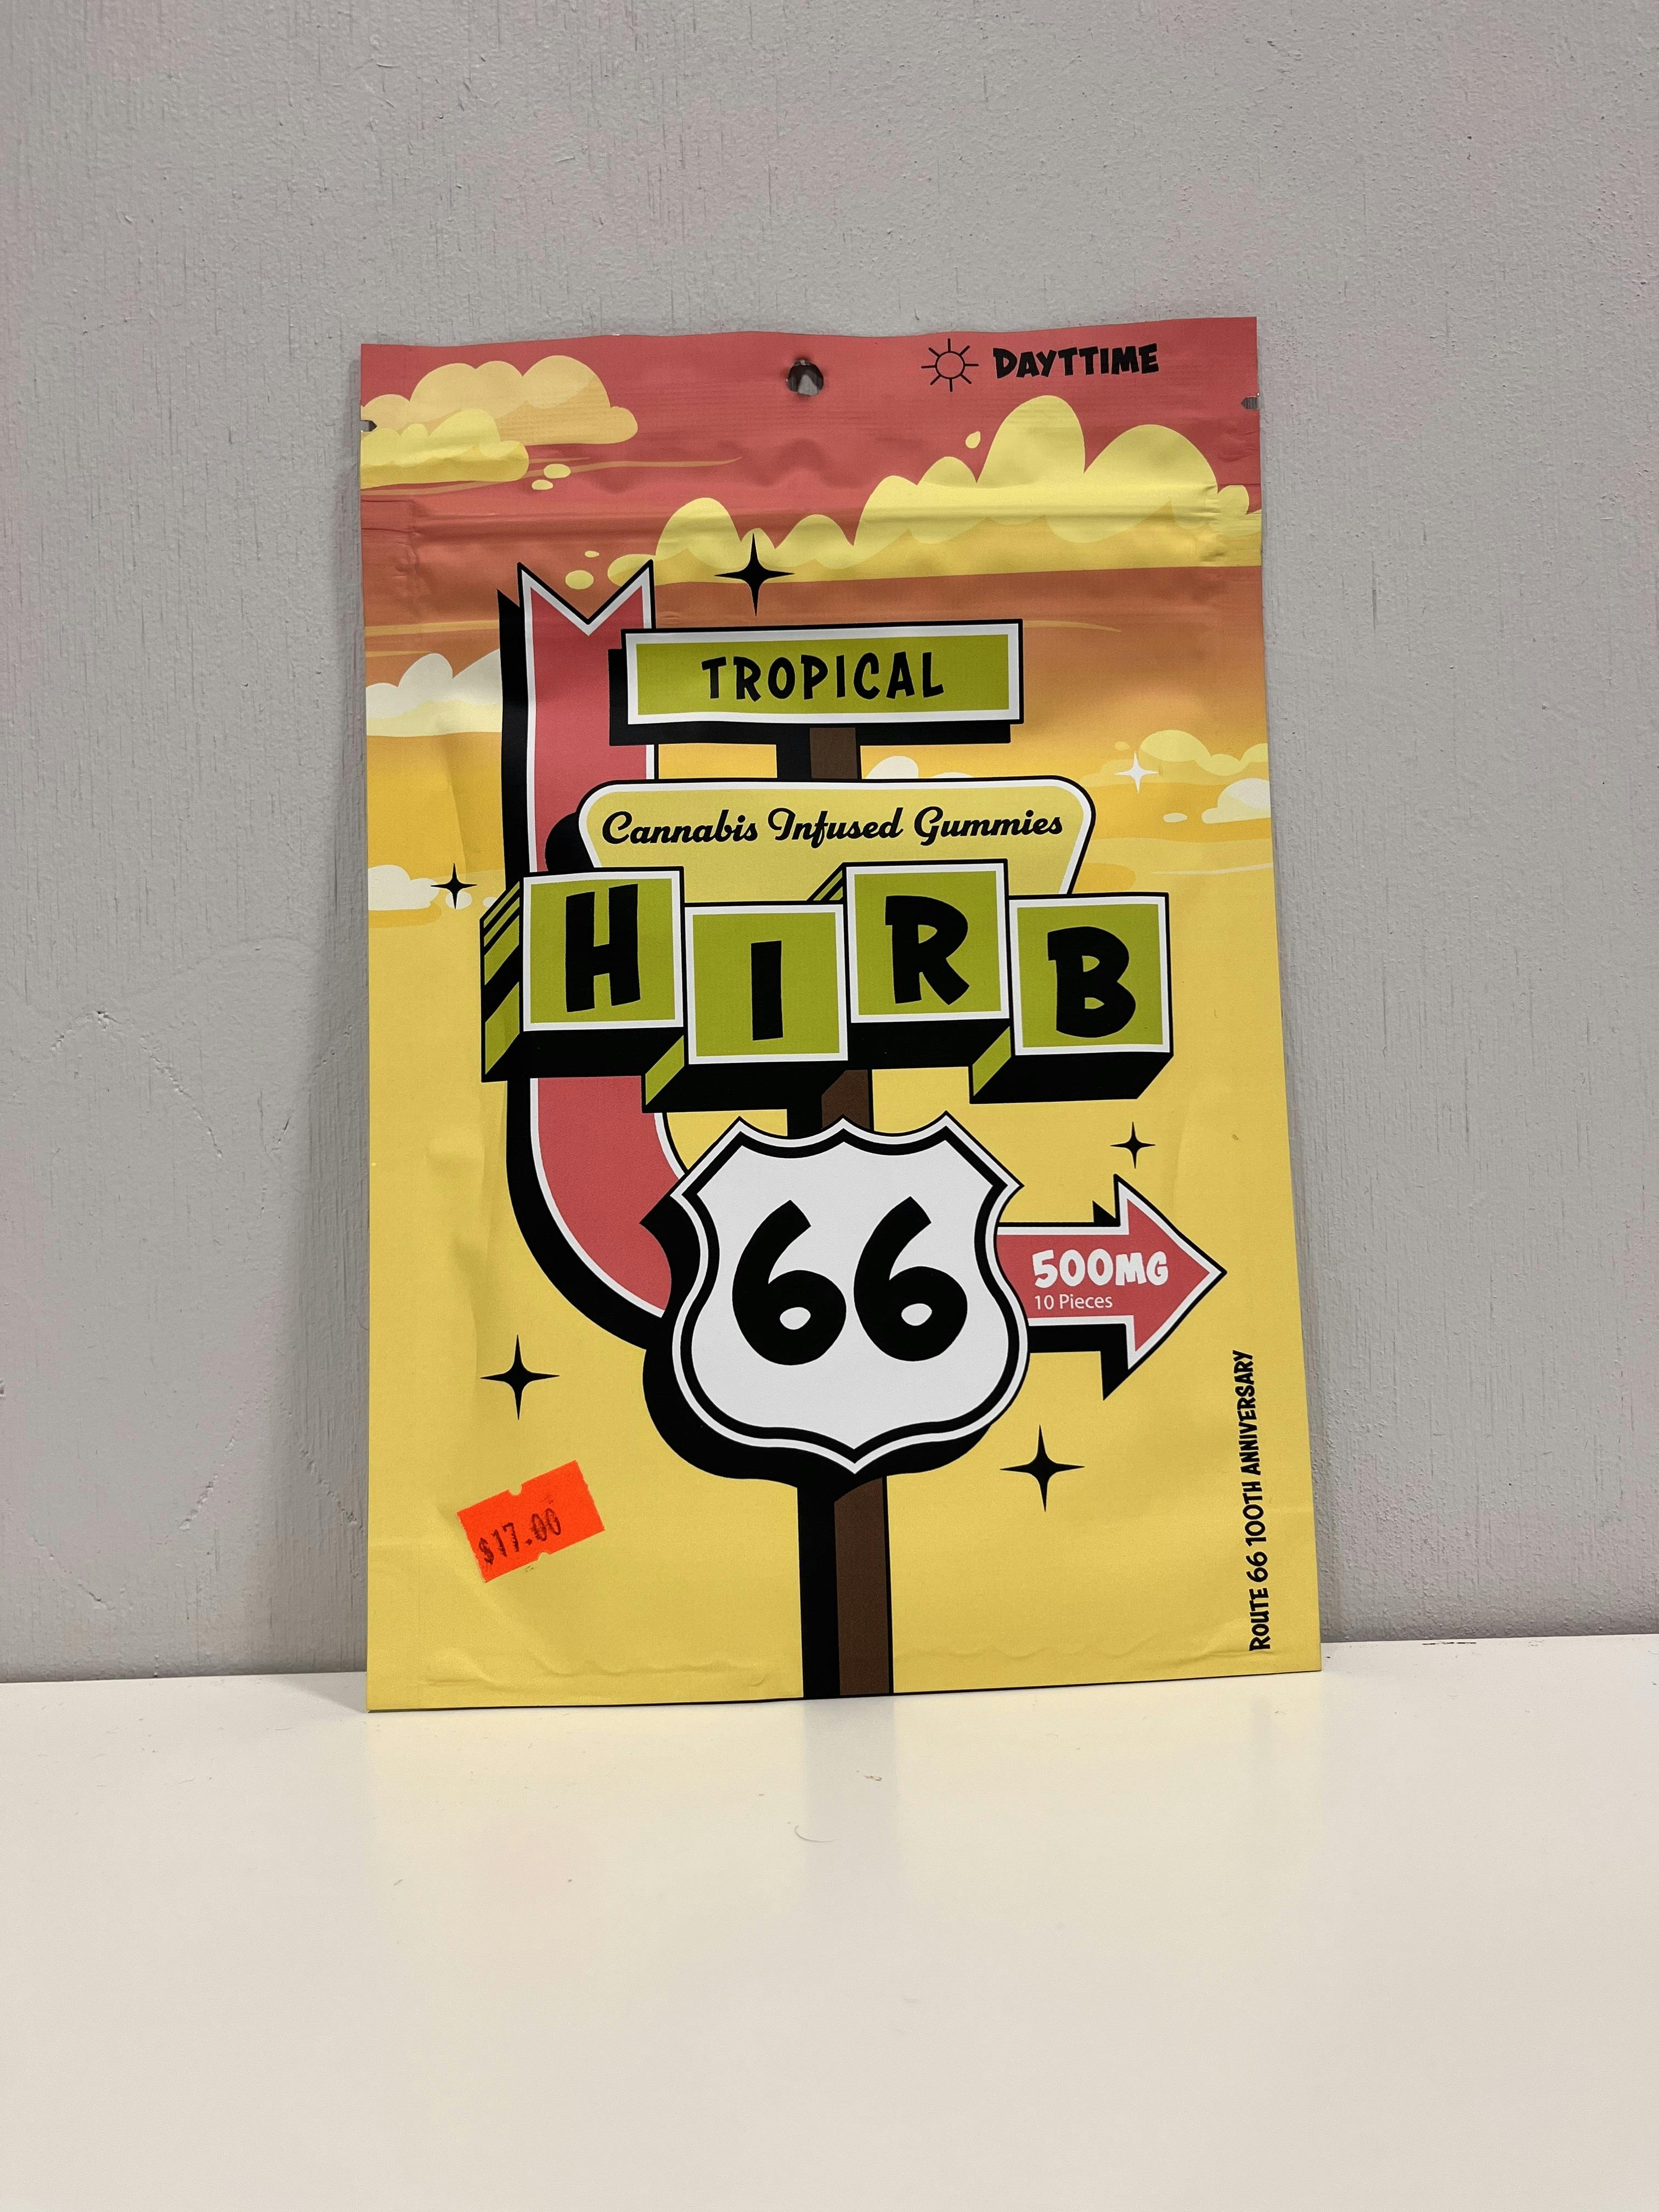 DAYTTIME
TROPICAL
Cannabis Infused Gummies
HIRB
66
500MG
10 Pieces
$17.00
ROUTE 66 100TH ANNIVERSARY